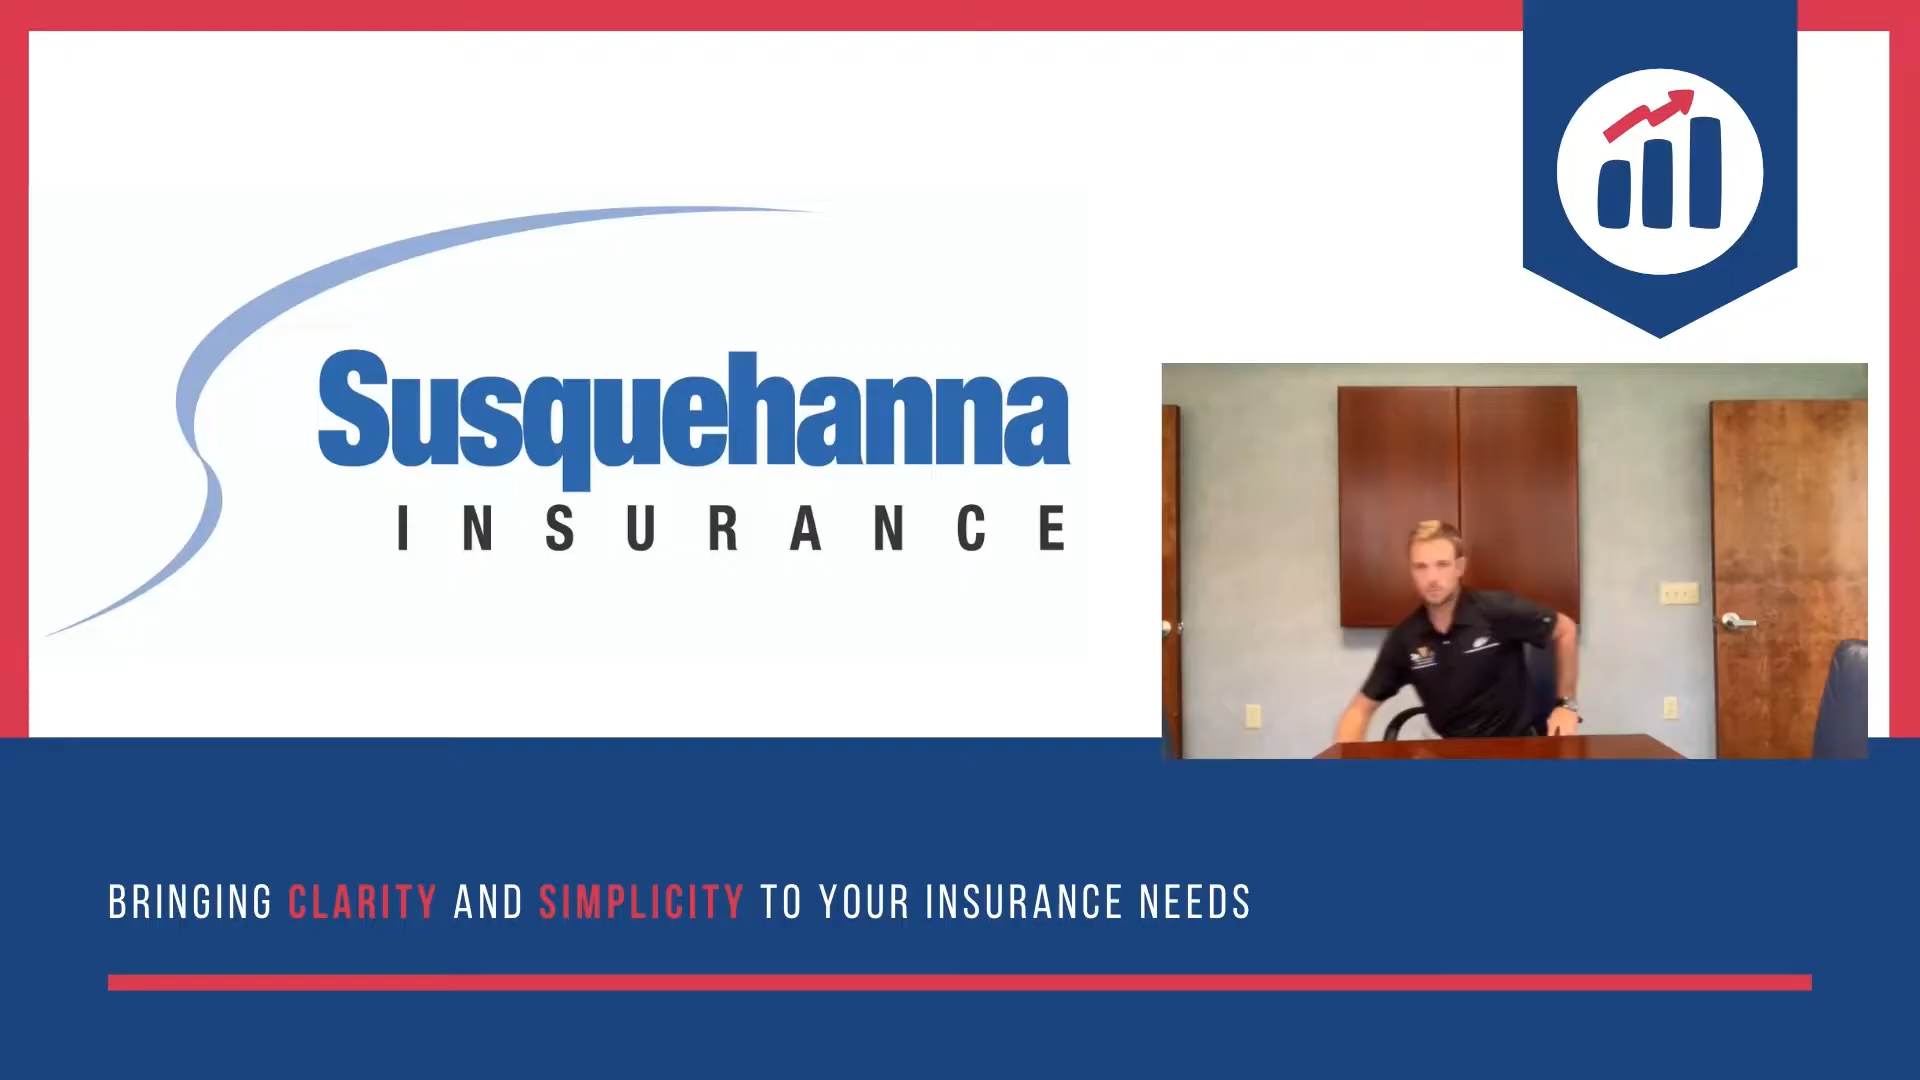 Susquehanna
INSURANCE
BRINGING CLARITY AND SIMPLICITY TO YOUR INSURANCE NEEDS